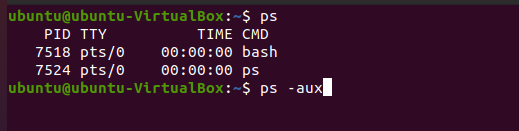 ubuntu@ubuntu-VirtualBox:~$ ps
    PID TTY          TIME CMD
   7518 pts/0    00:00:00 bash
   7524 pts/0    00:00:00 ps
ubuntu@ubuntu-VirtualBox:~$ ps -aux